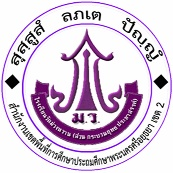 สุสฺสูสํ ลภเต ปัญญํ
ม.ว.
สำนักงานเขตพื้นที่การศึกษาประถมศึกษาพระนครศรีอยุธยา เขต 2